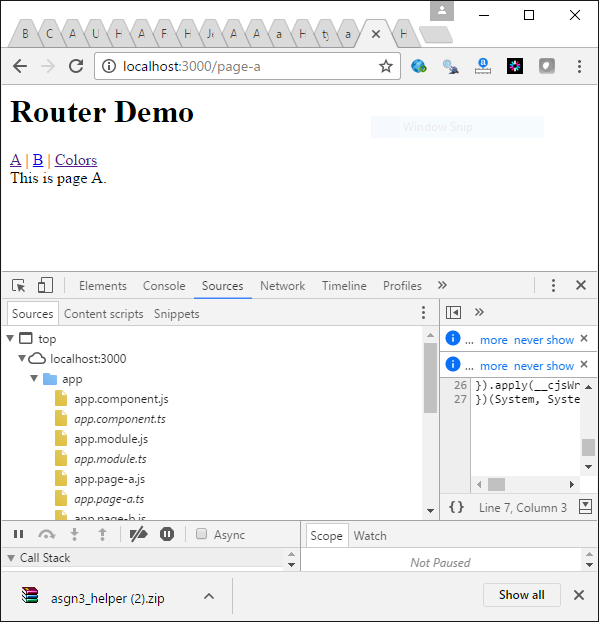 B C A U H A F H Je A A a H ty a H
localhost:3000/page-a
Router Demo
Window Snip
A | B | Colors
This is page A.
Elements Console Sources Network Timeline Profiles
Sources Content scripts Snippets
top
... more never show
localhost:3000
... more never show
app
26 }).apply(__cjsWr
app.component.js
27 })(System, Syste
app.component.ts
app.module.js
app.module.ts
app.page-a.js
app.page-a.ts
{ } Line 7, Column 3
app.page-b.js
Async
Scope Watch
Call Stack
Not Paused
asgn3_helper (2).zip
Show all